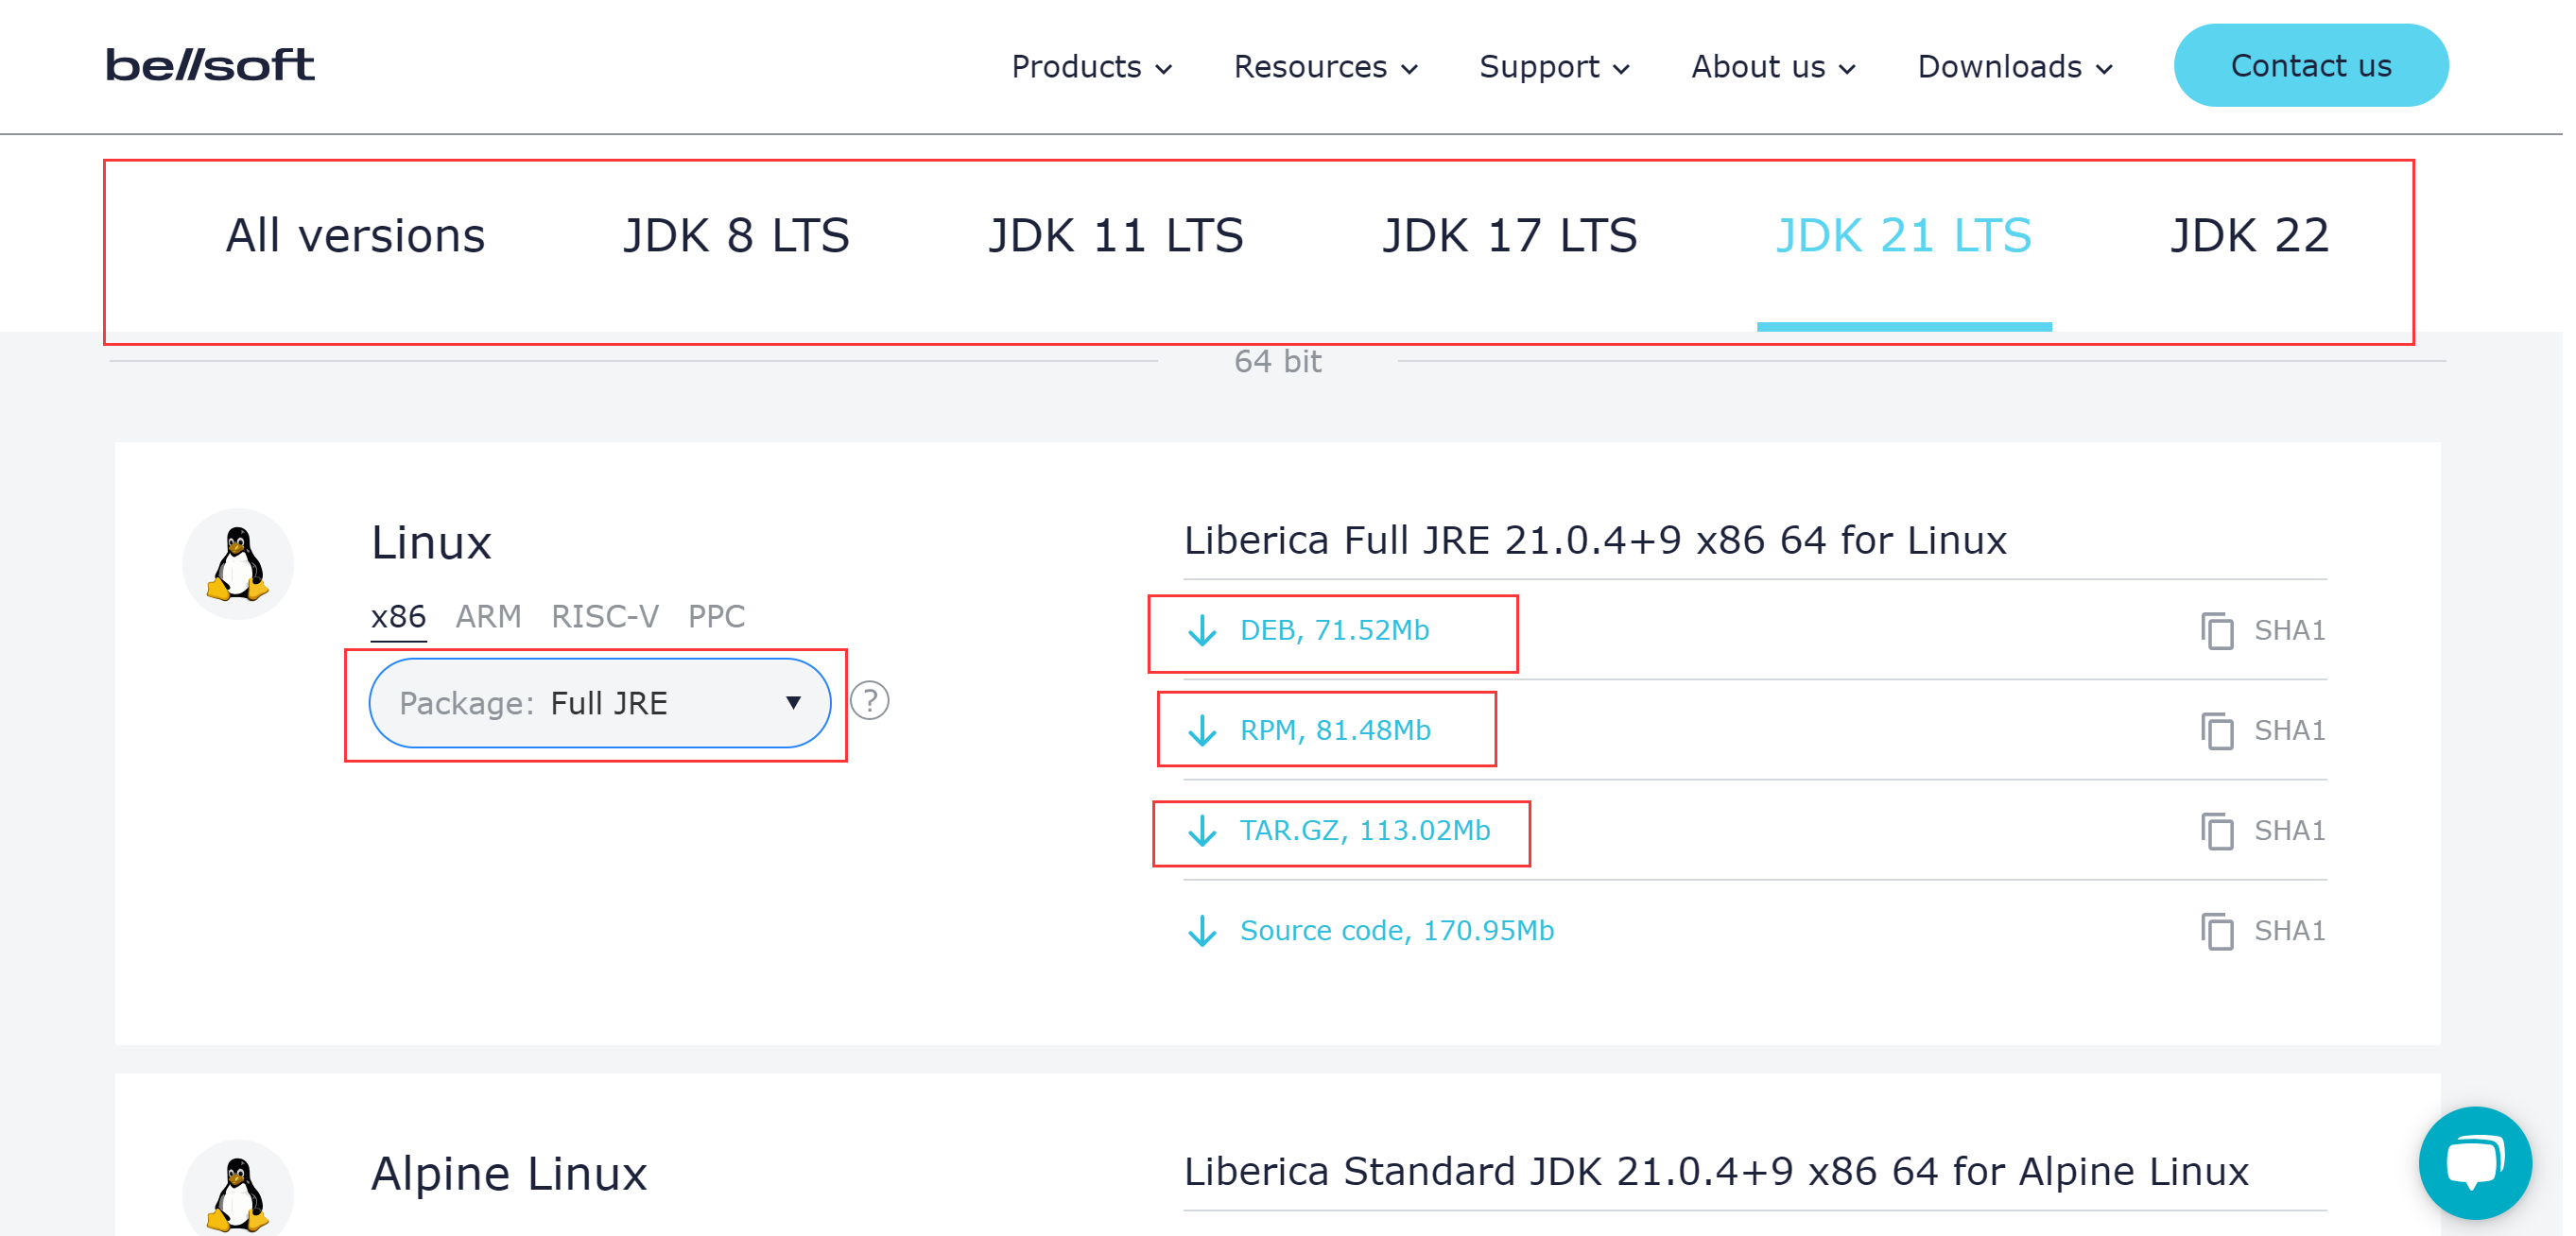 bellsoft
Products Resources Support About us Downloads Contact us
All versions JDK 8 LTS JDK 11 LTS JDK 17 LTS JDK 21 LTS JDK 22
64 bit
Linux
x86 ARM RISC-V PPC
Package: Full JRE ?
Liberica Full JRE 21.0.4+9 x86 64 for Linux
DEB, 71.52Mb SHA1
RPM, 81.48Mb SHA1
TAR.GZ, 113.02Mb SHA1
Source code, 170.95Mb SHA1
Alpine Linux
Liberica Standard JDK 21.0.4+9 x86 64 for Alpine Linux